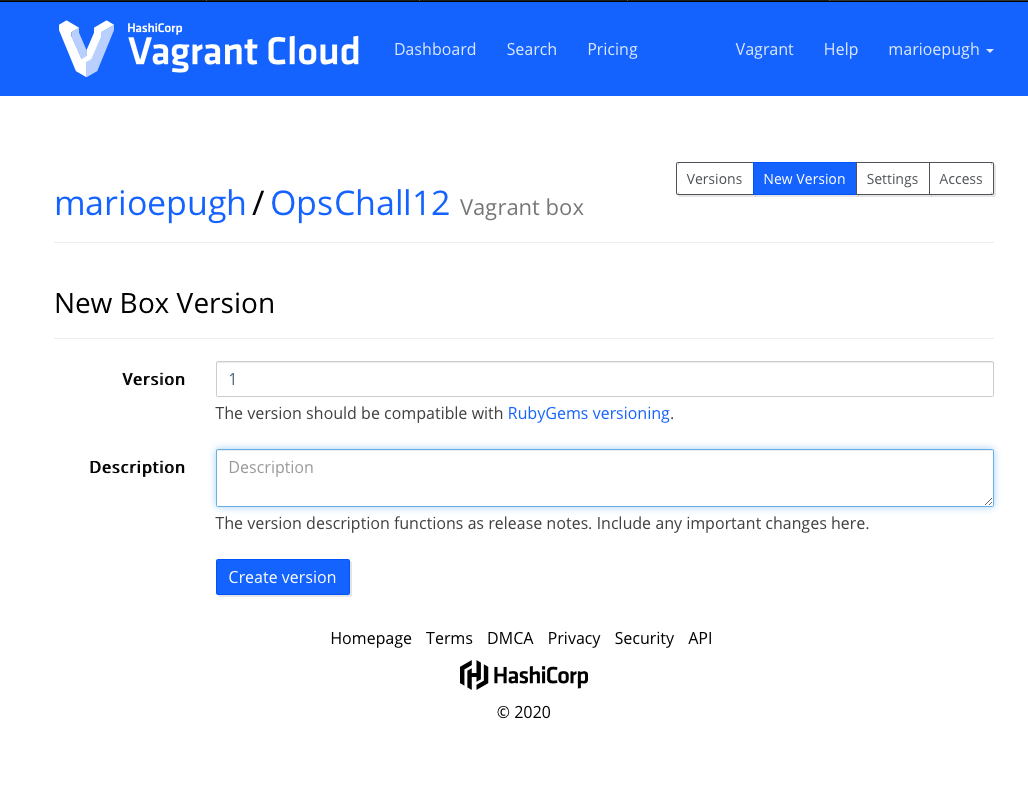 HashiCorp
Vagrant Cloud
Dashboard Search Pricing Vagrant Help marioepugh
Versions New Version Settings Access
marioepugh / OpsChall12 Vagrant box
New Box Version
Version 1
The version should be compatible with RubyGems versioning.
Description Description
The version description functions as release notes. Include any important changes here.
Create version
Homepage Terms DMCA Privacy Security API
HashiCorp
© 2020